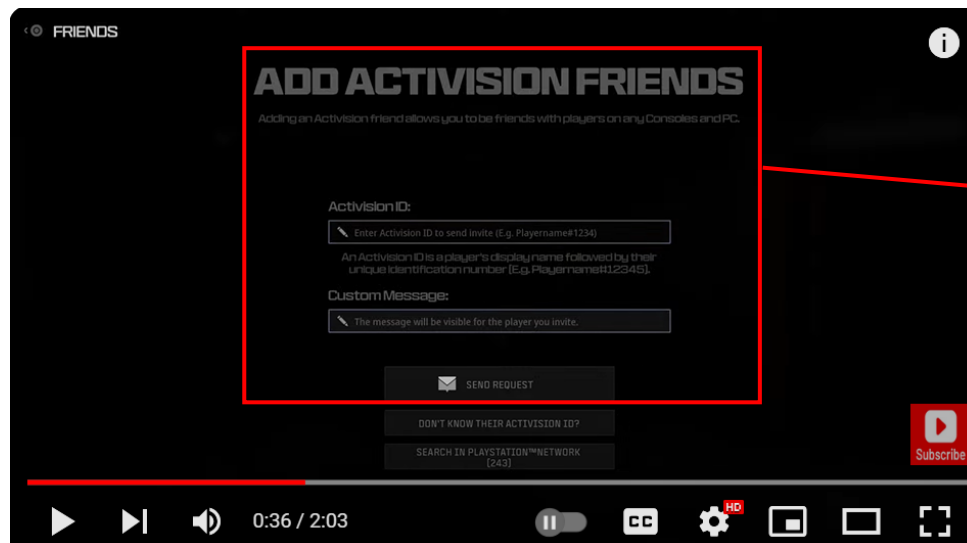 FRIENDS
ADD ACTIVISION FRIENDS
Adding an Activision friend allows you to be friends with players on any Consoles and PC.
Activision ID:
Enter Activision ID to send invite (E.g. Playername#1234)
An Activision ID is a player's display name followed by their
unique identification number [E.g. Playername#12345].
Custom Message:
The message will be visible for the player you invite.
SEND REQUEST
DON'T KNOW THEIR ACTIVISION ID?
SEARCH IN PLAYSTATION™NETWORK
[243]
Subscribe
0:36 / 2:03
CC
HD